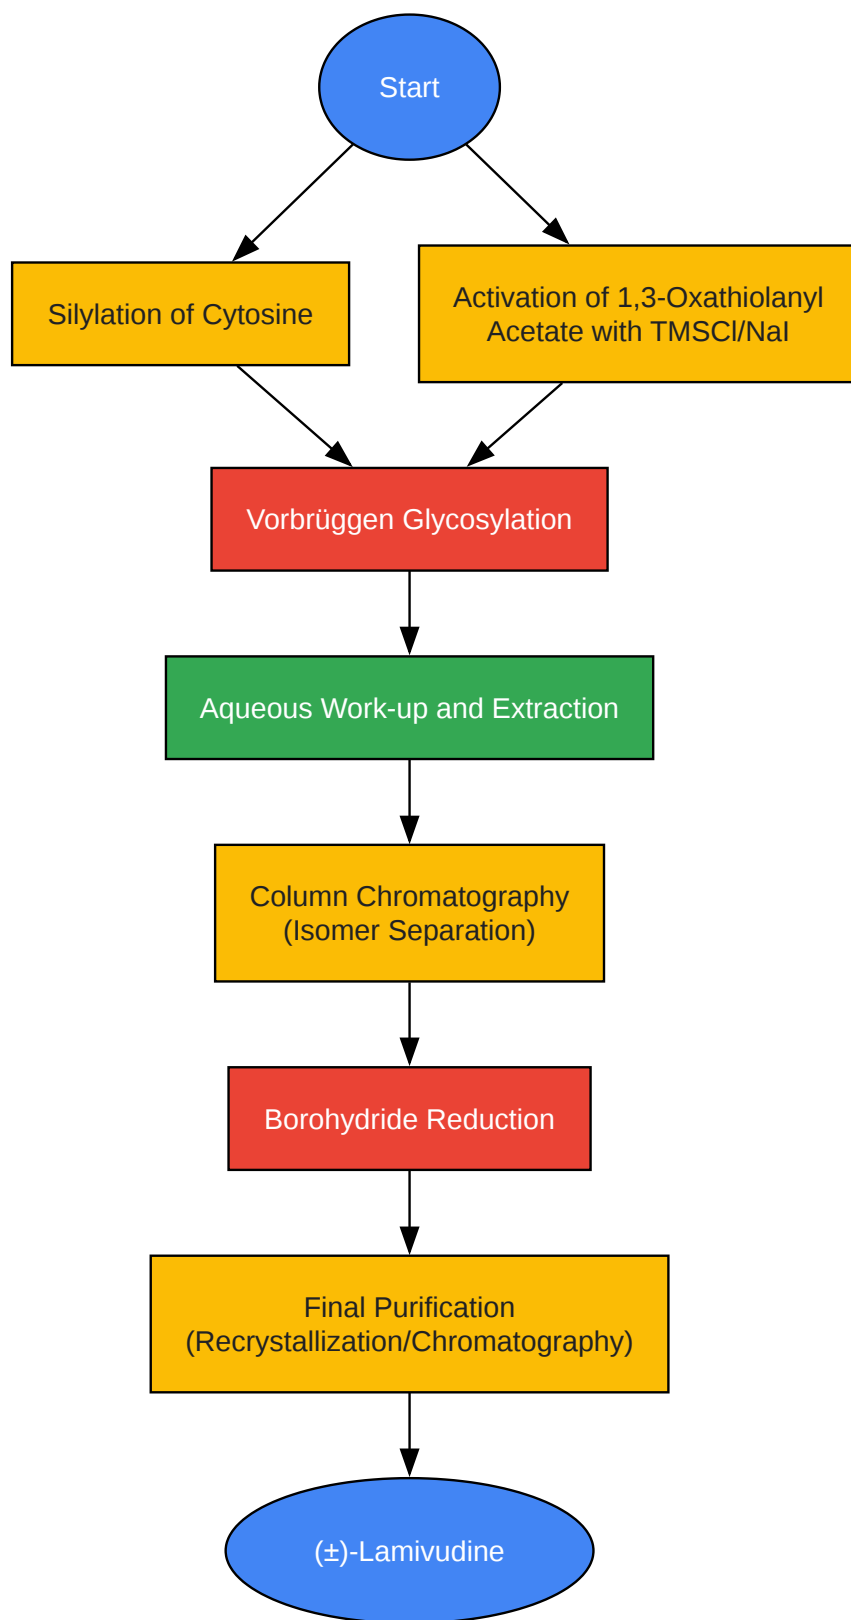 Start
Silylation of Cytosine
Activation of 1,3-Oxathiolanyl
Acetate with TMSCl/NaI
Vorbrüggen Glycosylation
Aqueous Work-up and Extraction
Column Chromatography
(Isomer Separation)
Borohydride Reduction
Final Purification
(Recrystallization/Chromatography)
(±)-Lamivudine